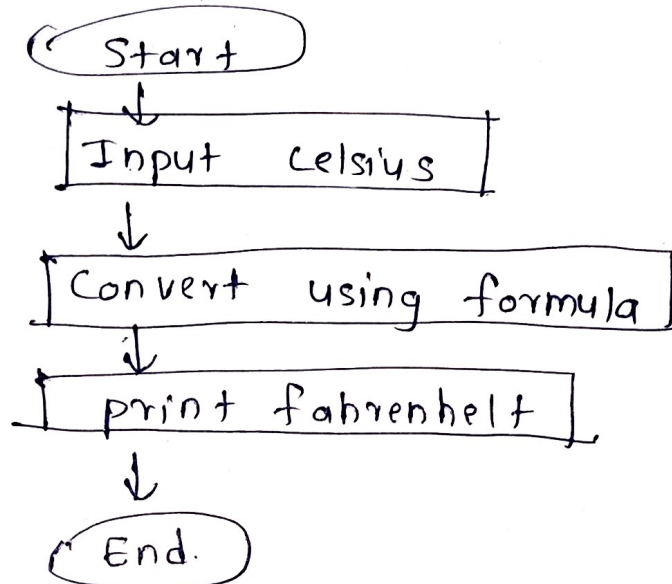 Start
Input celsius
Convert using formula
print fahrenhelt
End.